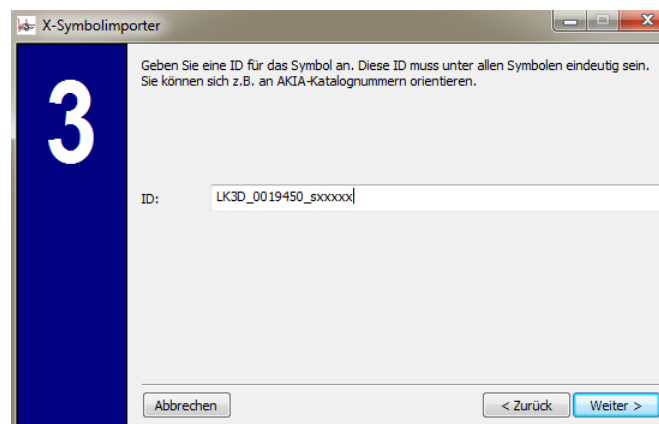 X-Symbolimporter
3
Geben Sie eine ID für das Symbol an. Diese ID muss unter allen Symbolen eindeutig sein.
Sie können sich z.B. an AKIA-Katalognummern orientieren.
ID:
LK3D_0019450_sxxxxx
Abbrechen
< Zurück
Weiter >